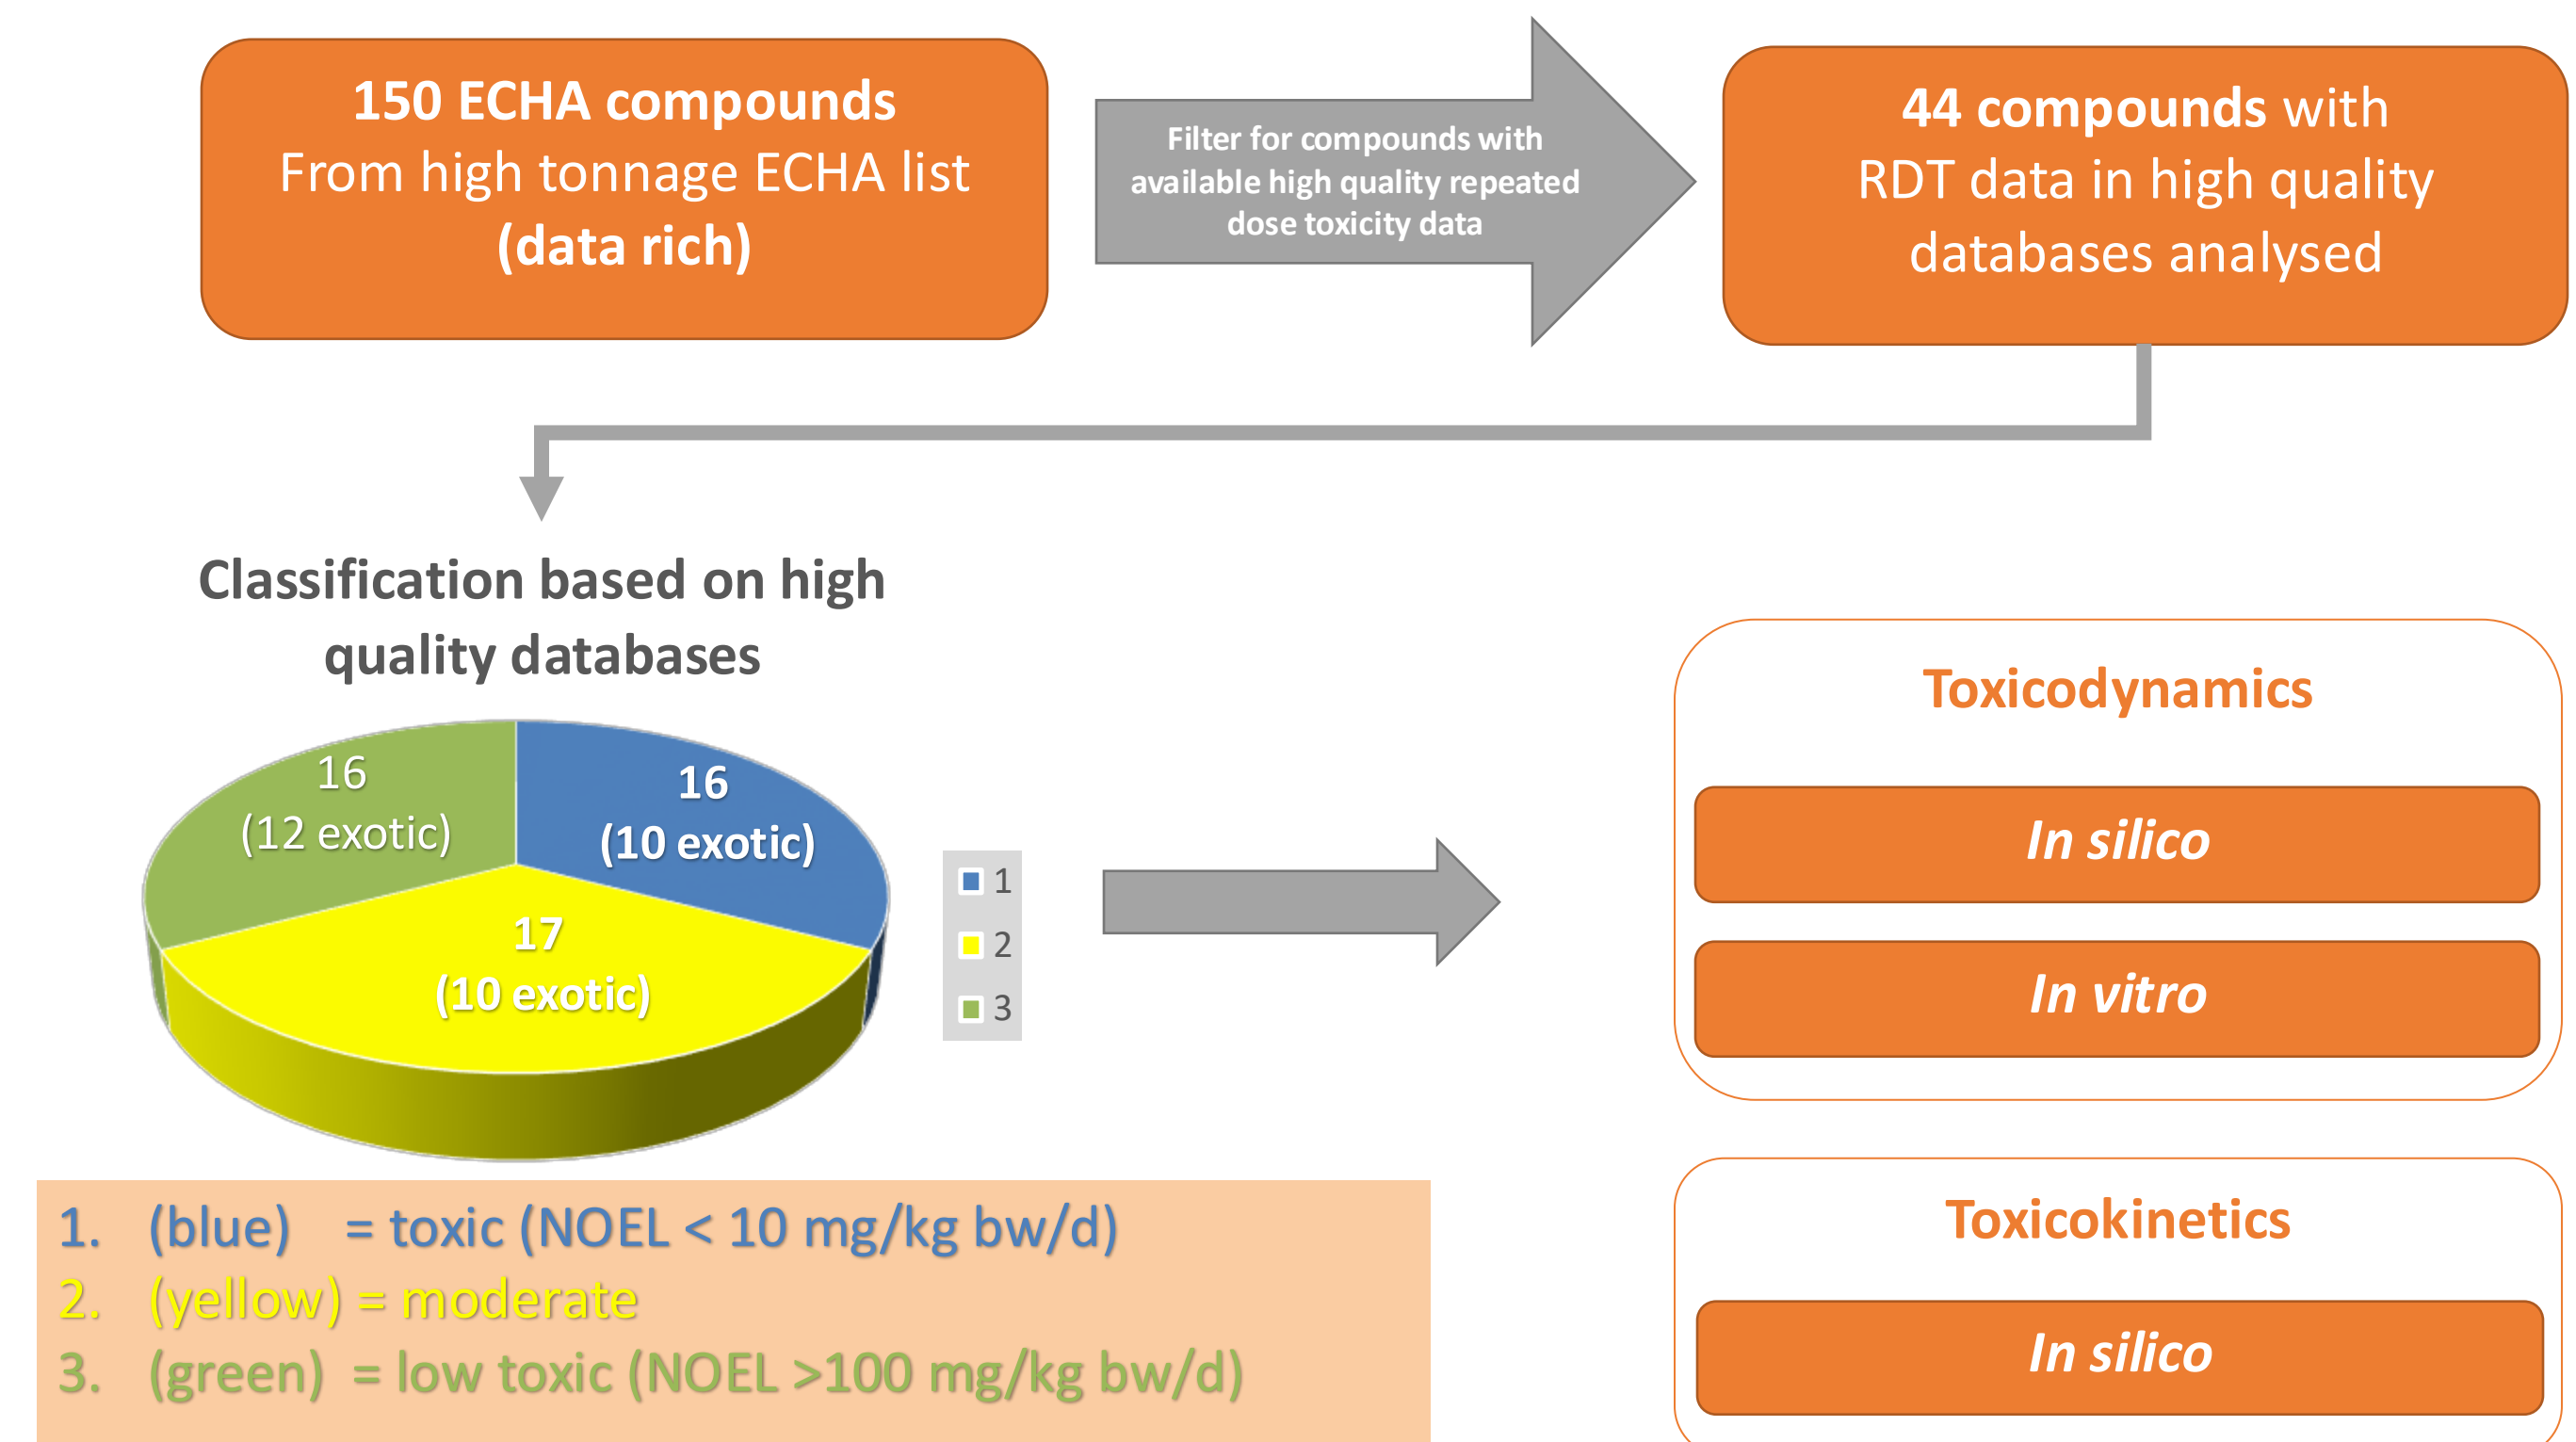 150 ECHA compounds
From high tonnage ECHA list
(data rich)
Filter for compounds with
available high quality repeated
dose toxicity data
44 compounds with
RDT data in high quality
databases analysed
Classification based on high
quality databases
16
(12 exotic)
16
(10 exotic)
17
(10 exotic)
1
2
3
1. (blue) = toxic (NOEL < 10 mg/kg bw/d)
2. (yellow) = moderate
3. (green) = low toxic (NOEL >100 mg/kg bw/d)
Toxicodynamics
In silico
In vitro
Toxicokinetics
In silico